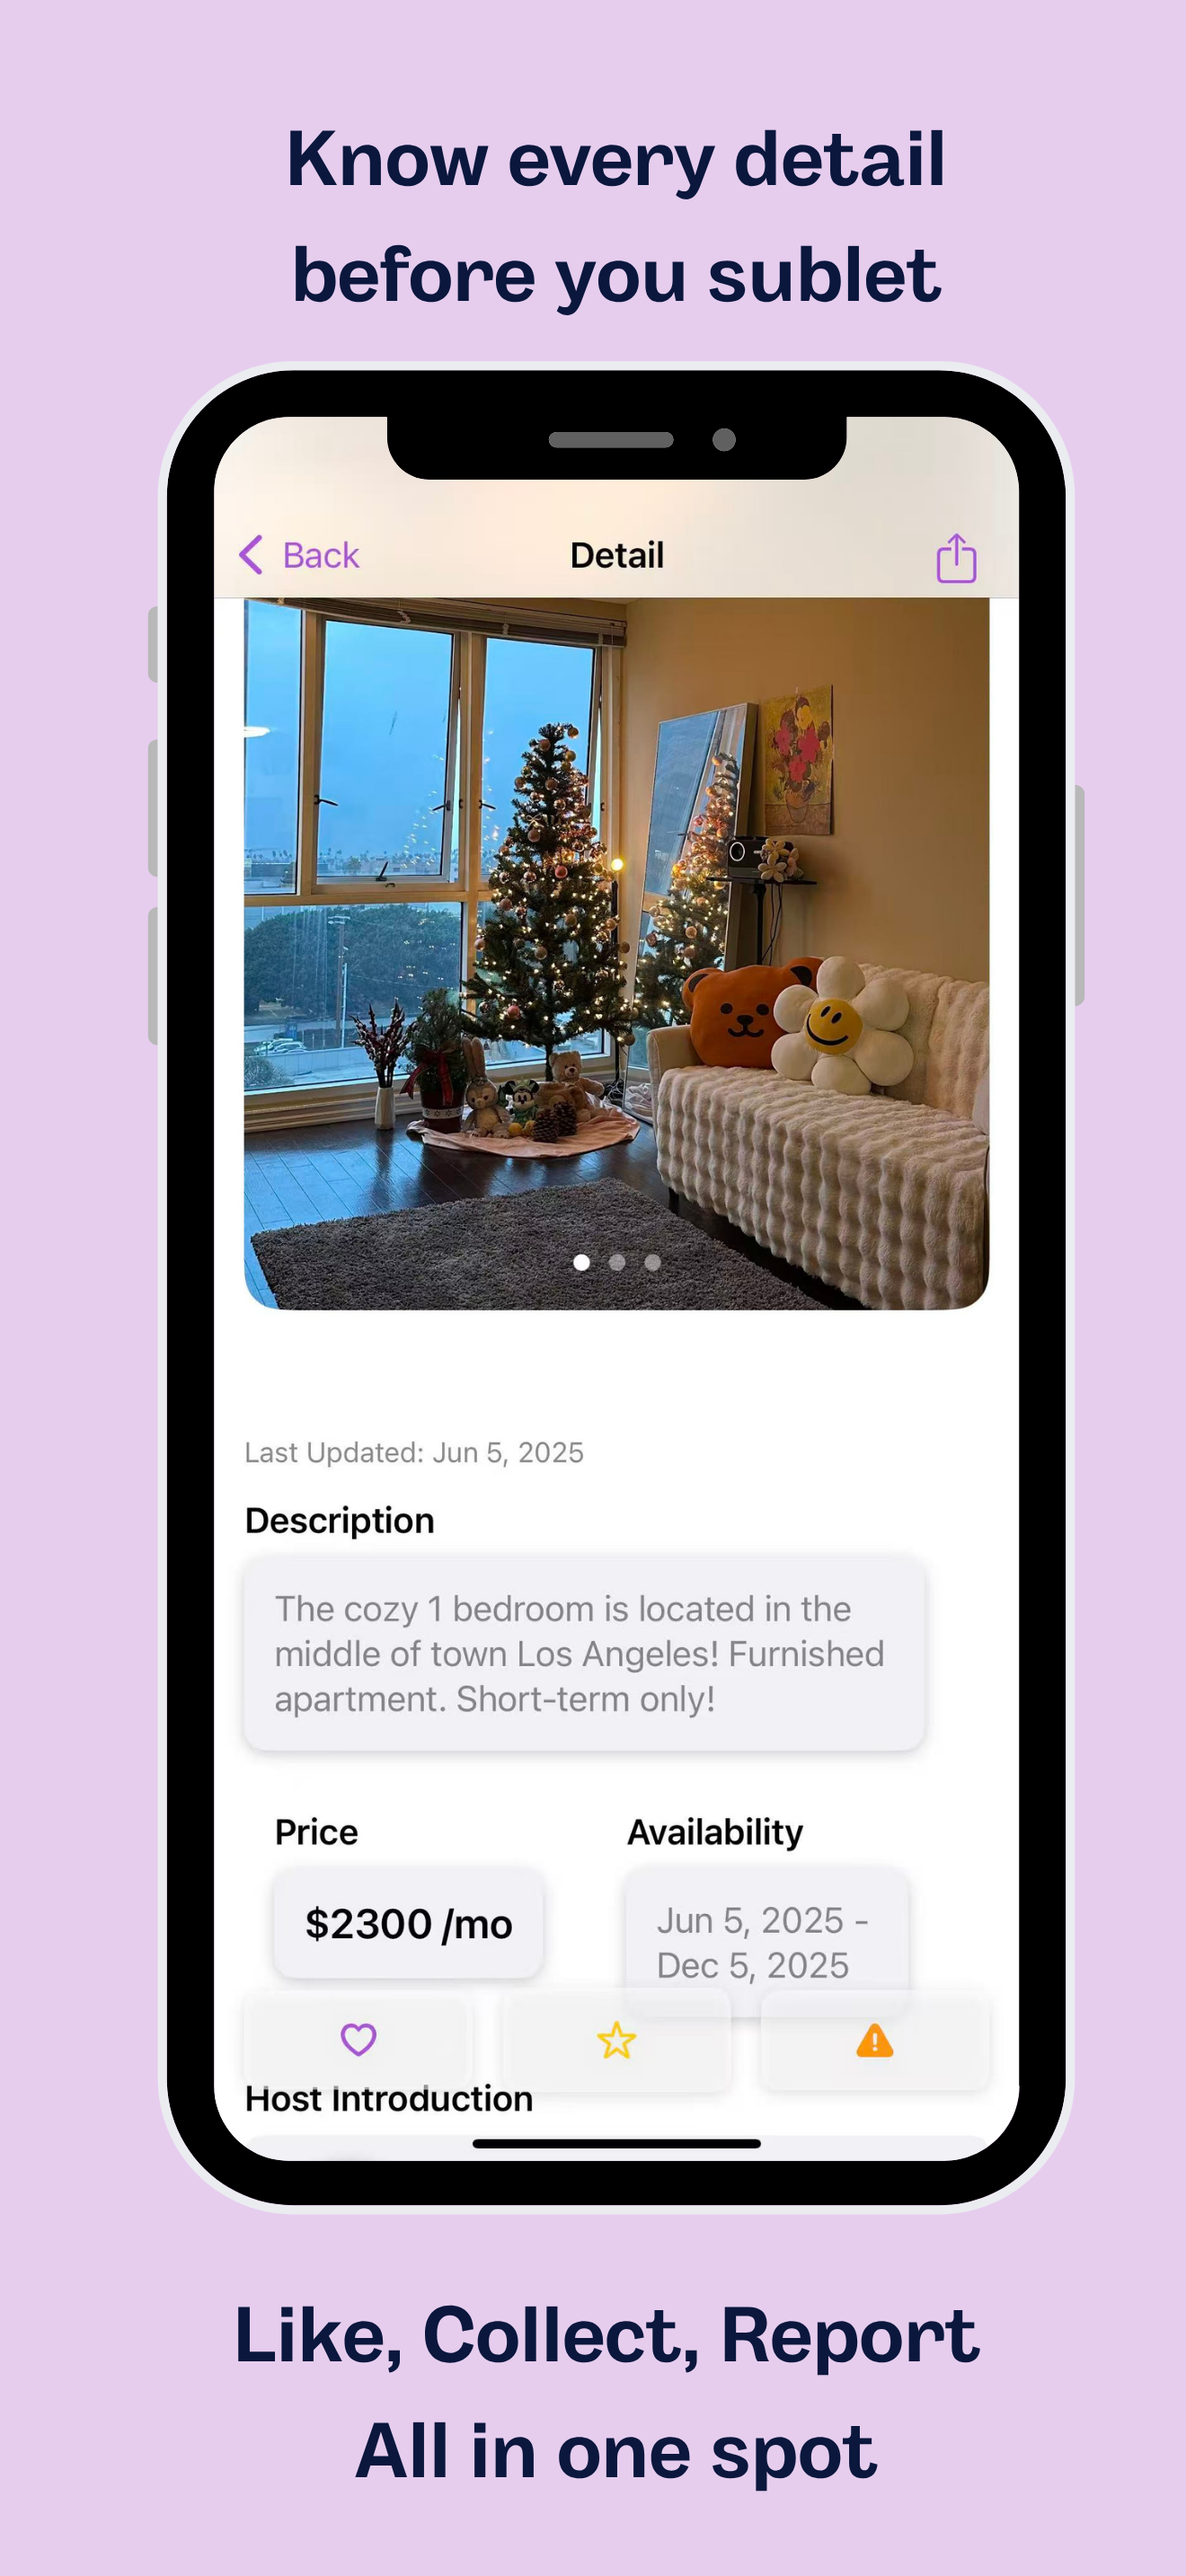 Know every detail
before you sublet
Back
Detail
Last Updated: Jun 5, 2025
Description
The cozy 1 bedroom is located in the
middle of town Los Angeles! Furnished
apartment. Short-term only!
Price
Availability
$2300 /mo
Jun 5, 2025 -
Dec 5, 2025
Host Introduction
Like, Collect, Report
All in one spot